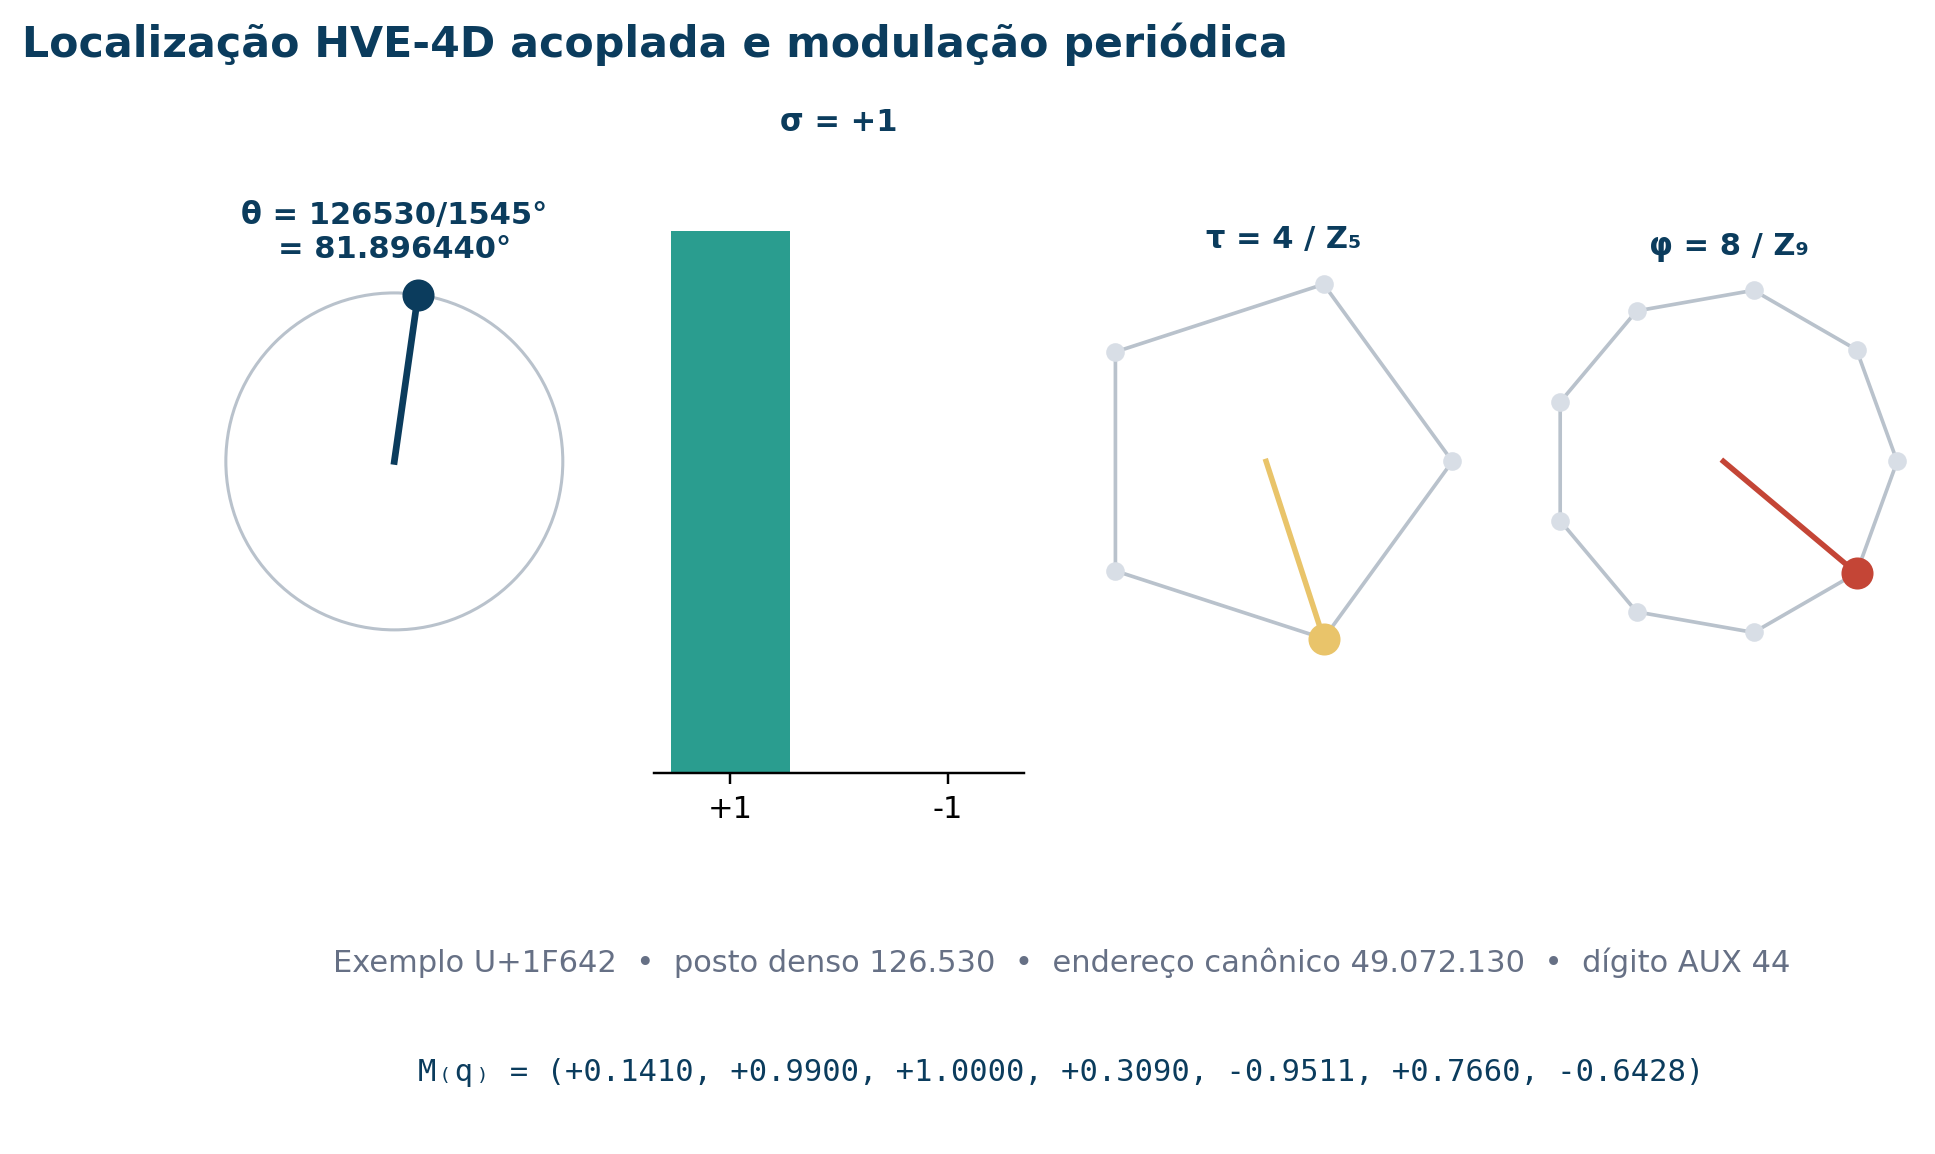 Localização HVE-4D acoplada e modulação periódica
σ = +1
θ = 126530/1545°
= 81.896440°
τ = 4 / Z₅
φ = 8 / Z₉
+1
-1
Exemplo U+1F642 • posto denso 126.530 • endereço canônico 49.072.130 • dígito AUX 44
M₍q₎ = (+0.1410, +0.9900, +1.0000, +0.3090, -0.9511, +0.7660, -0.6428)